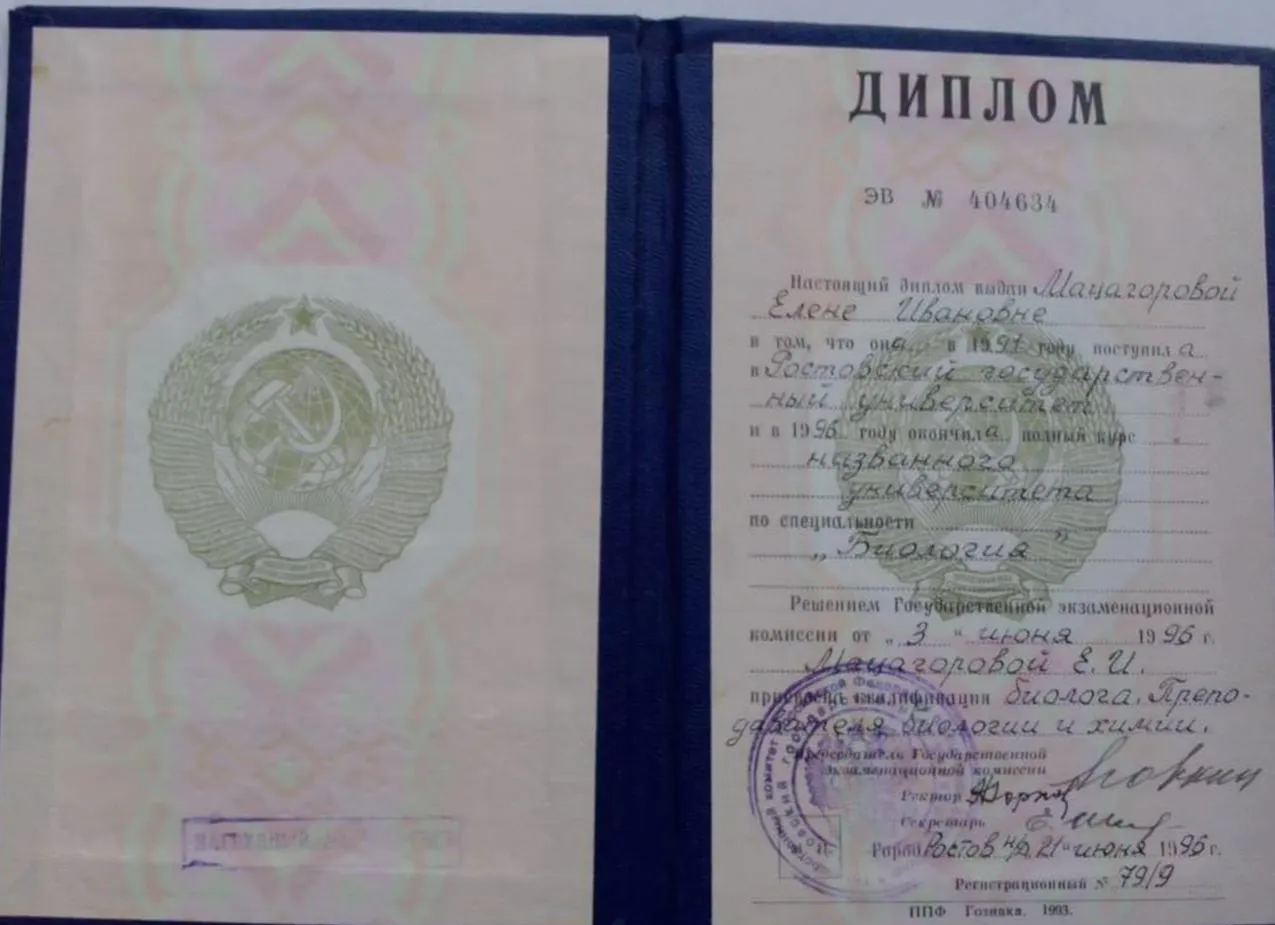 ДИПЛОМ
ЭВ № 404634
Настоящий диплом выдан Мацагоровой
Елене Ивановне
в том, что она в 1991 году поступила
в Ростовский государствен-
ный университет
и в 1996 году окончила полный курс
названного
университета
по специальности
„Биология”
Решением Государственной экзаменационной
комиссии от „3“ июня 1996 г.
Мацагоровой Е.И.
присвоена квалификация биолога. Препо-
давателя биологии и химии.
Председатель Государственной
экзаменационной комиссии
Ректор
Секретарь
Город Ростов н/Д. 21 “ июня 1996 г.
Регистрационный № 79/9
ППФ Гознака. 1993.